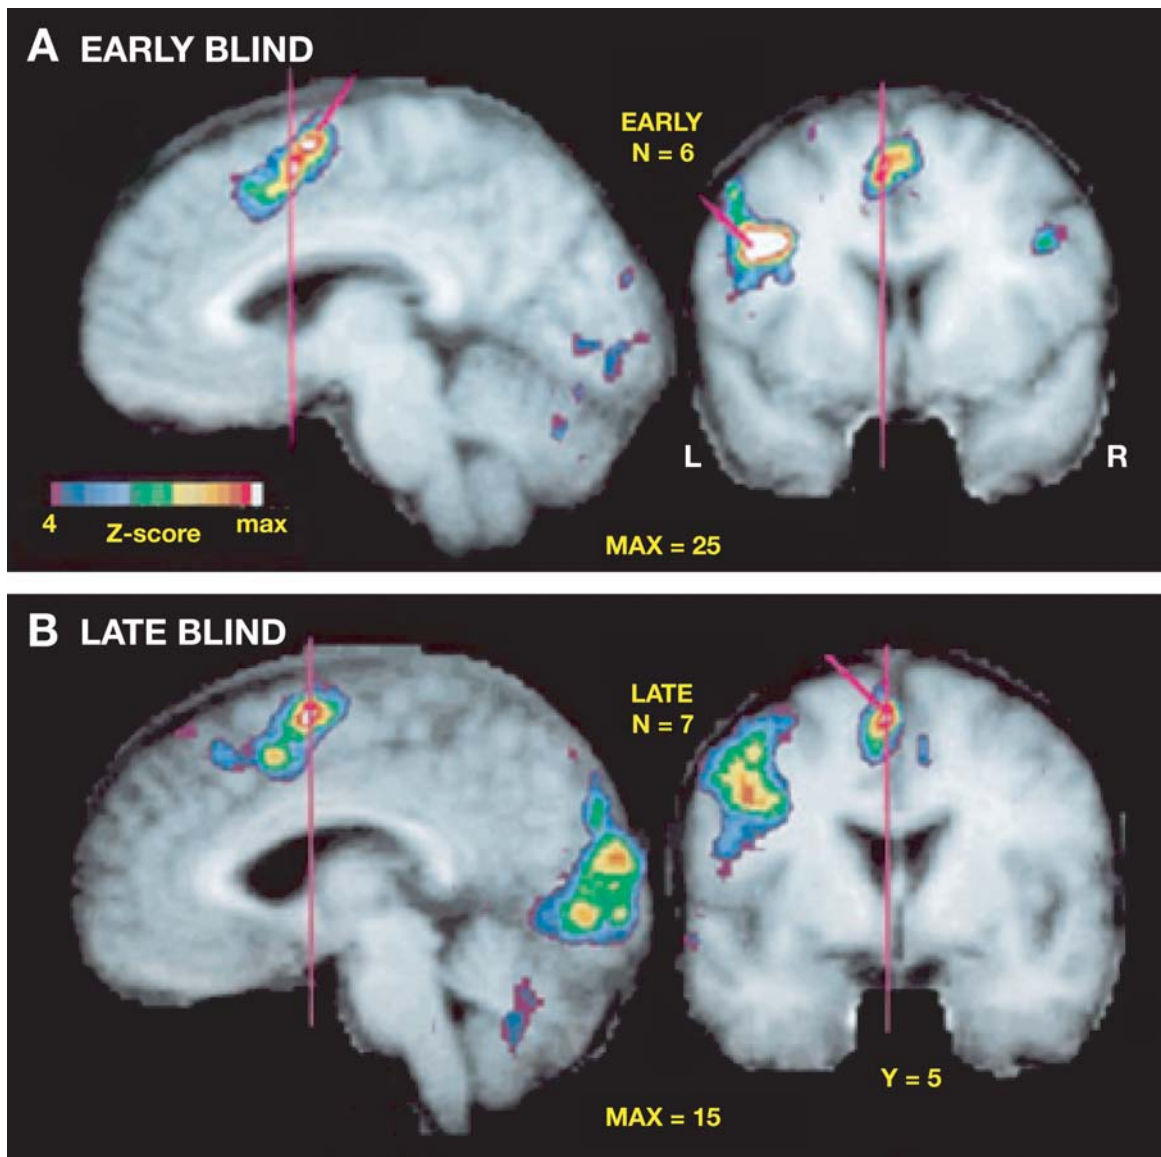 A EARLY BLIND
EARLY
N = 6
L
R
4
Z-score
max
MAX = 25
B LATE BLIND
LATE
N = 7
Y = 5
MAX = 15